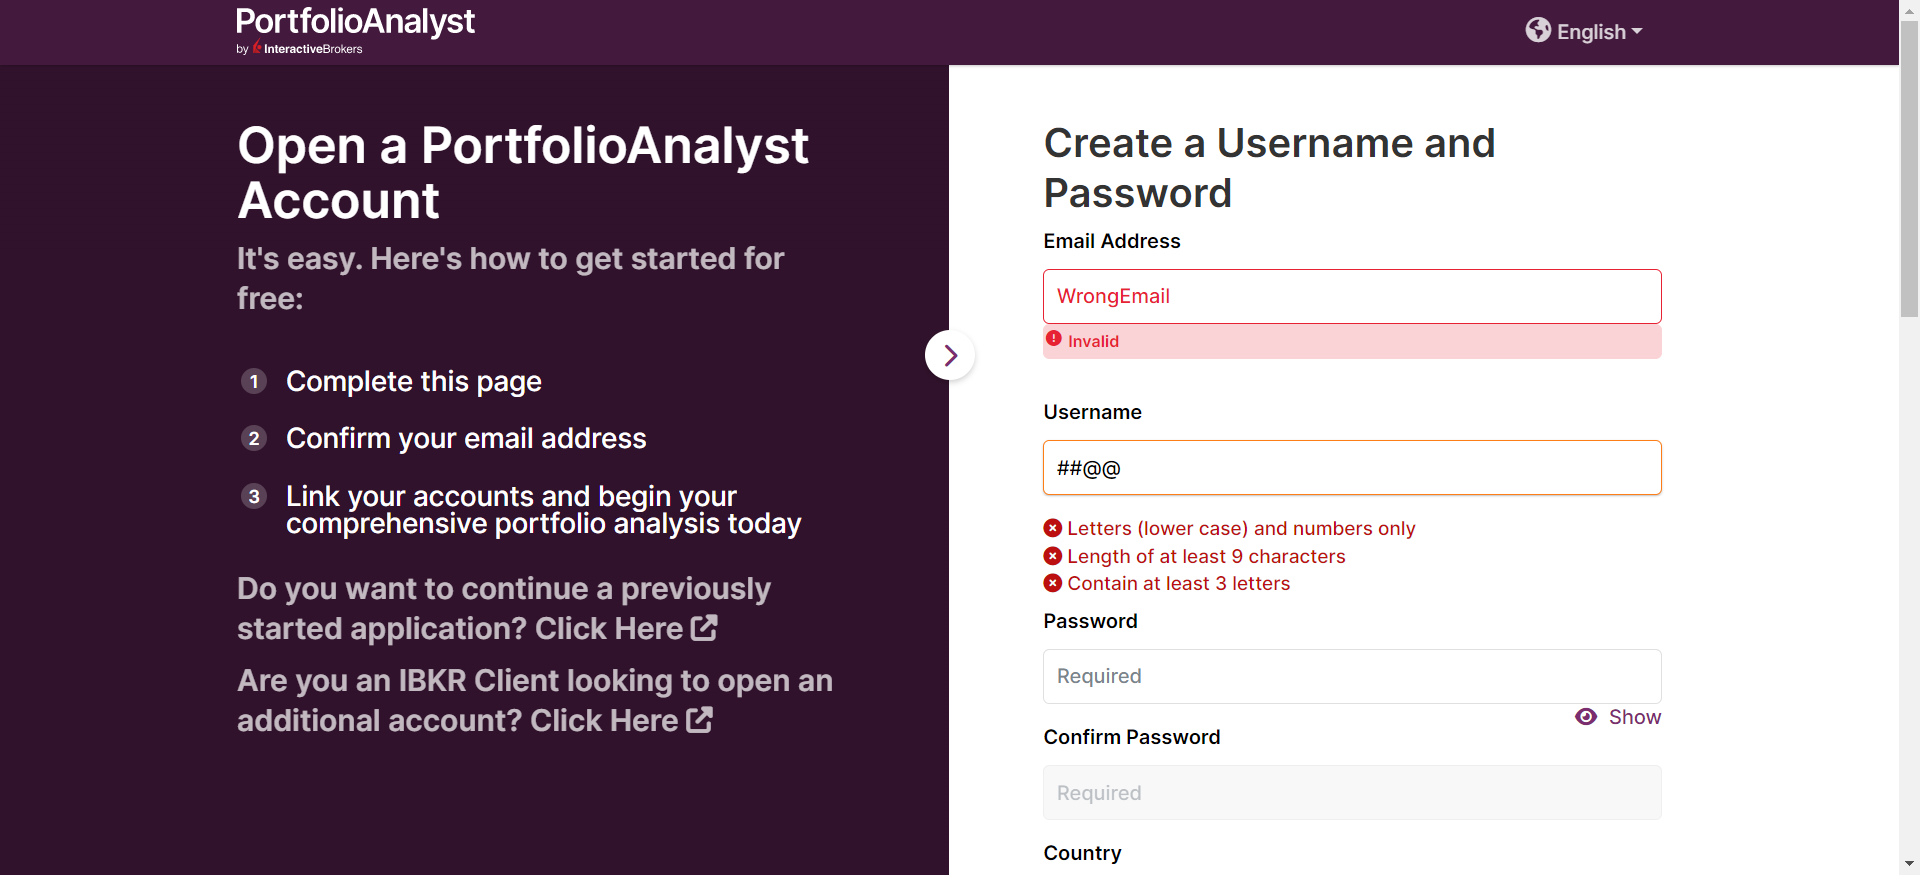 PortfolioAnalyst
by InteractiveBrokers
English
Open a PortfolioAnalyst
Account
It's easy. Here's how to get started for
free:
1 Complete this page
2 Confirm your email address
3 Link your accounts and begin your
comprehensive portfolio analysis today
Do you want to continue a previously
started application? Click Here
Are you an IBKR Client looking to open an
additional account? Click Here
Create a Username and
Password
Email Address
WrongEmail
Invalid
Username
##@@
Letters (lower case) and numbers only
Length of at least 9 characters
Contain at least 3 letters
Password
Required
Show
Confirm Password
Required
Country